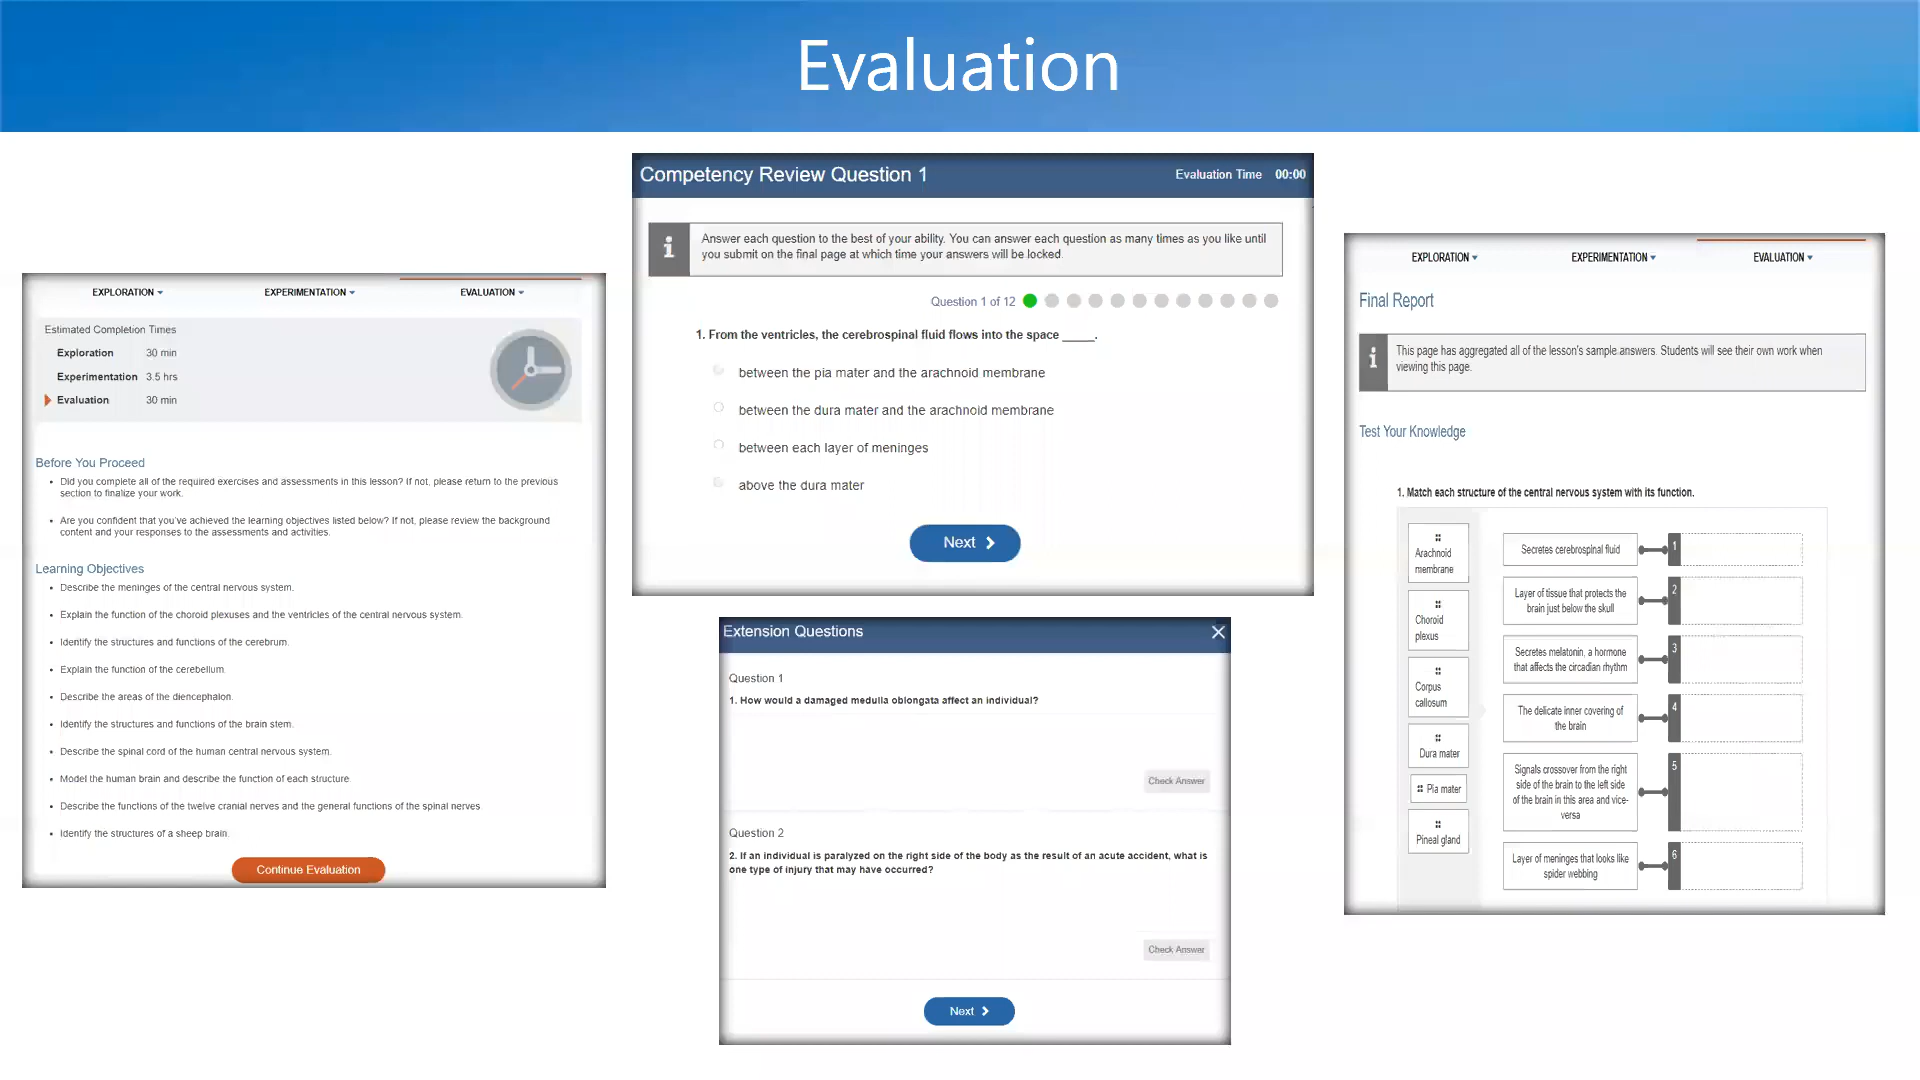 Evaluation
EXPLORATION
EXPERIMENTATION
EVALUATION
Estimated Completion Times
Exploration 30 min
Experimentation 3.5 hrs
Evaluation 30 min
Before You Proceed
• Did you complete all of the required exercises and assessments in this lesson? If not, please return to the previous
section to finalize your work.
• Are you confident that you've achieved the learning objectives listed below? If not, please review the background
content and your responses to the assessments and activities.
Learning Objectives
• Describe the meninges of the central nervous system.
• Explain the function of the choroid plexuses and the ventricles of the central nervous system.
• Identify the structures and functions of the cerebrum.
• Explain the function of the cerebellum.
• Describe the areas of the diencephalon.
• Identify the structures and functions of the brain stem.
• Describe the spinal cord of the human central nervous system.
• Model the human brain and describe the function of each structure.
• Describe the functions of the twelve cranial nerves and the general functions of the spinal nerves
• Identify the structures of a sheep brain.
Continue Evaluation
Competency Review Question 1
Evaluation Time 00:00
i
Answer each question to the best of your ability. You can answer each question as many times as you like until
you submit on the final page at which time your answers will be locked.
Question 1 of 12
1. From the ventricles, the cerebrospinal fluid flows into the space _____.
between the pia mater and the arachnoid membrane
between the dura mater and the arachnoid membrane
between each layer of meninges
above the dura mater
Next
Extension Questions
Question 1
1. How would a damaged medulla oblongata affect an individual?
Check Answer
Question 2
2. If an individual is paralyzed on the right side of the body as the result of an acute accident, what is
one type of injury that may have occurred?
Check Answer
Next
EXPLORATION
EXPERIMENTATION
EVALUATION
Final Report
i
This page has aggregated all of the lesson's sample answers. Students will see their own work when
viewing this page.
Test Your Knowledge
1. Match each structure of the central nervous system with its function.
Arachnoid
membrane
Choroid
plexus
Corpus
callosum
Dura mater
Pia mater
Pineal gland
Secretes cerebrospinal fluid
1
Layer of tissue that protects the
brain just below the skull
2
Secretes melatonin, a hormone
that affects the circadian rhythm
3
The delicate inner covering of
the brain
4
Signals crossover from the right
side of the brain to the left side
of the brain in this area and vice-
versa
5
Layer of meninges that looks like
spider webbing
6